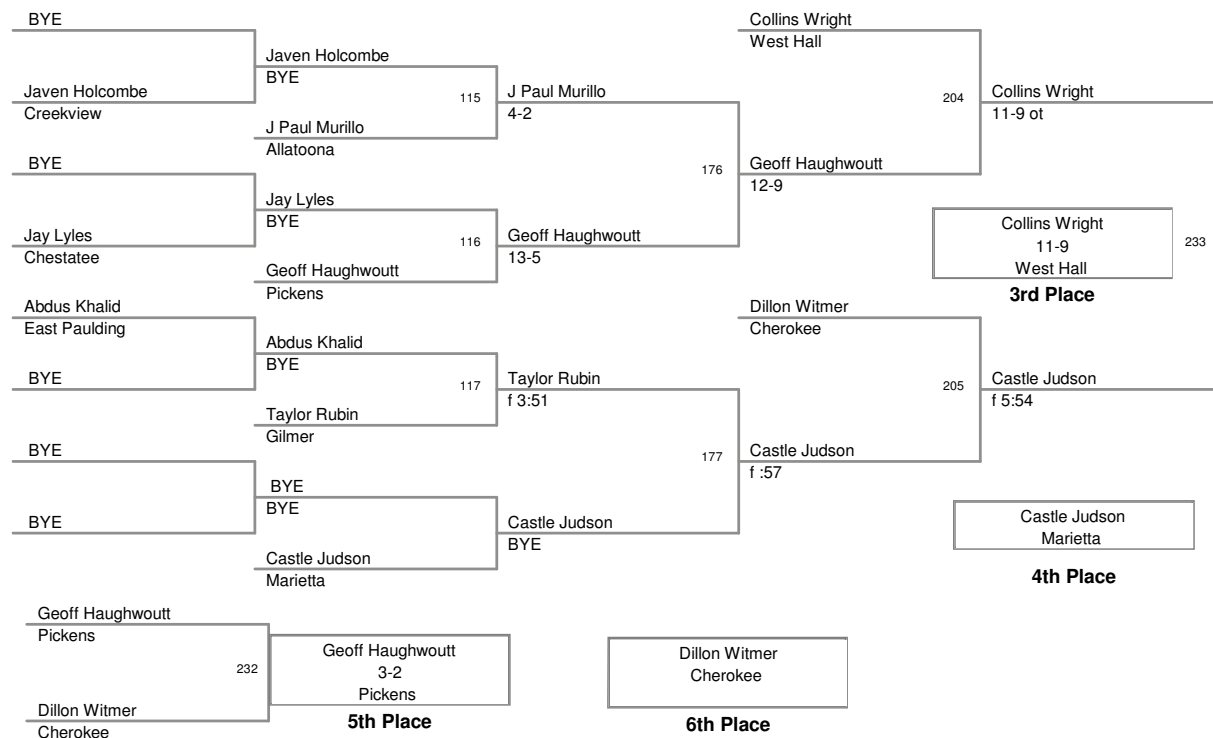 BYE
Javen Holcombe
Creekview
Javen Holcombe
BYE
115
J Paul Murillo
Allatoona
J Paul Murillo
4-2
BYE
Jay Lyles
Chestatee
Jay Lyles
BYE
116
Geoff Haughwoutt
Pickens
Geoff Haughwoutt
13-5
176
Geoff Haughwoutt
12-9
Collins Wright
West Hall
204
Collins Wright
11-9 ot
Collins Wright
11-9
West Hall
233
3rd Place
Abdus Khalid
East Paulding
BYE
Abdus Khalid
BYE
117
Taylor Rubin
Gilmer
Taylor Rubin
f 3:51
BYE
BYE
BYE
BYE
Castle Judson
Marietta
Castle Judson
BYE
177
Castle Judson
f :57
Dillon Witmer
Cherokee
205
Castle Judson
f 5:54
Castle Judson
Marietta
4th Place
Geoff Haughwoutt
Pickens
232
Dillon Witmer
Cherokee
Geoff Haughwoutt
3-2
Pickens
5th Place
Dillon Witmer
Cherokee
6th Place